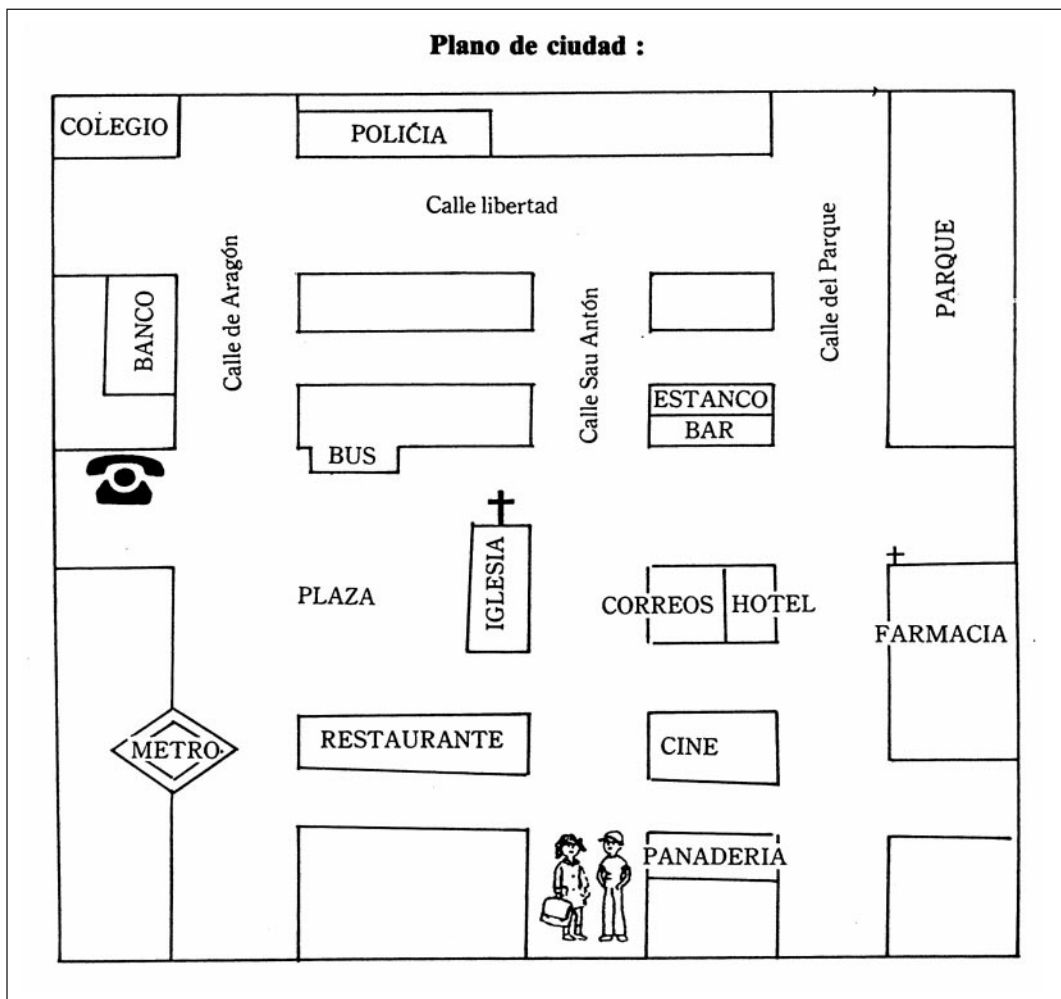 Plano de ciudad :
COLEGIO
POLICÍA
Calle libertad
Calle de Aragón
Calle del Parque
PARQUE
BANCO
Calle Sau Antón
ESTANCO
BAR
BUS
IGLESIA
PLAZA
CORREOS
HOTEL
FARMACIA
METRO
RESTAURANTE
CINE
PANADERIA